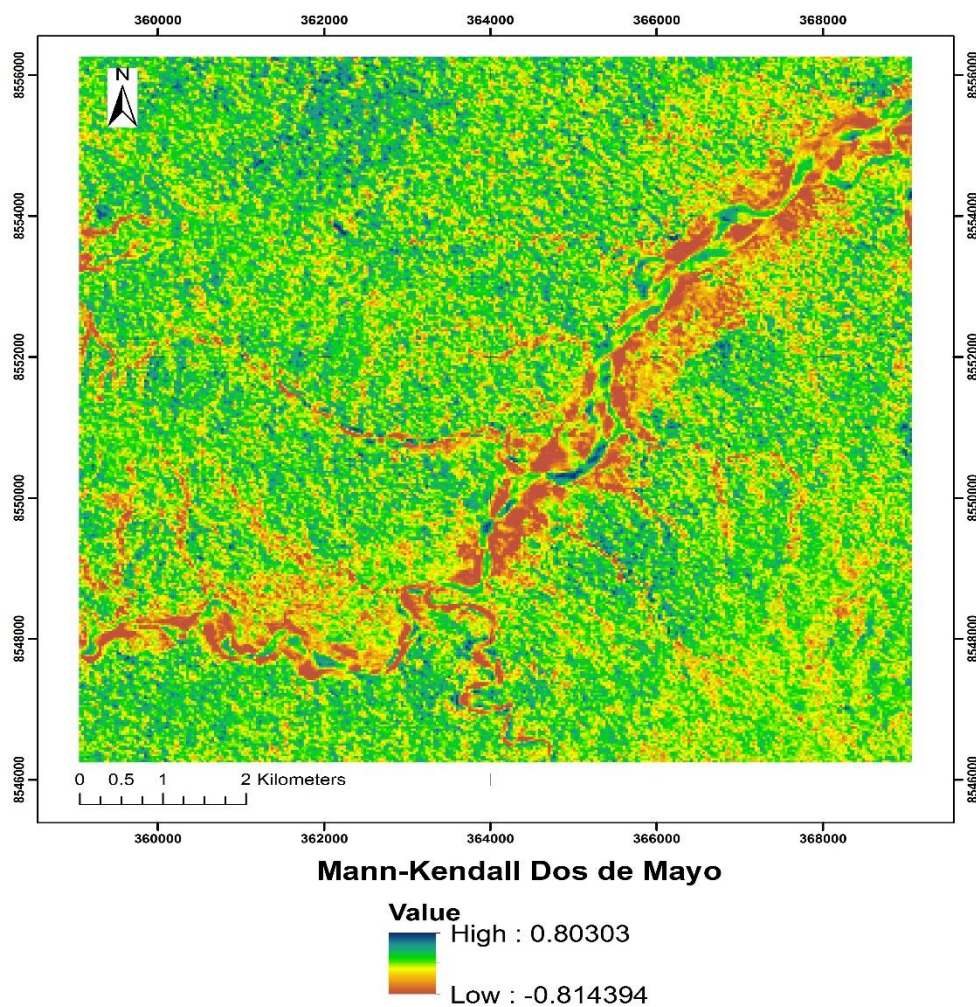 360000 362000 364000 366000 368000
N
8556000 8556000
8554000 8554000
8552000 8552000
8550000 8550000
8548000 8548000
8546000 8546000
0 0.5 1 2 Kilometers
360000 362000 364000 366000 368000
Mann-Kendall Dos de Mayo
Value
High : 0.80303
Low : -0.814394